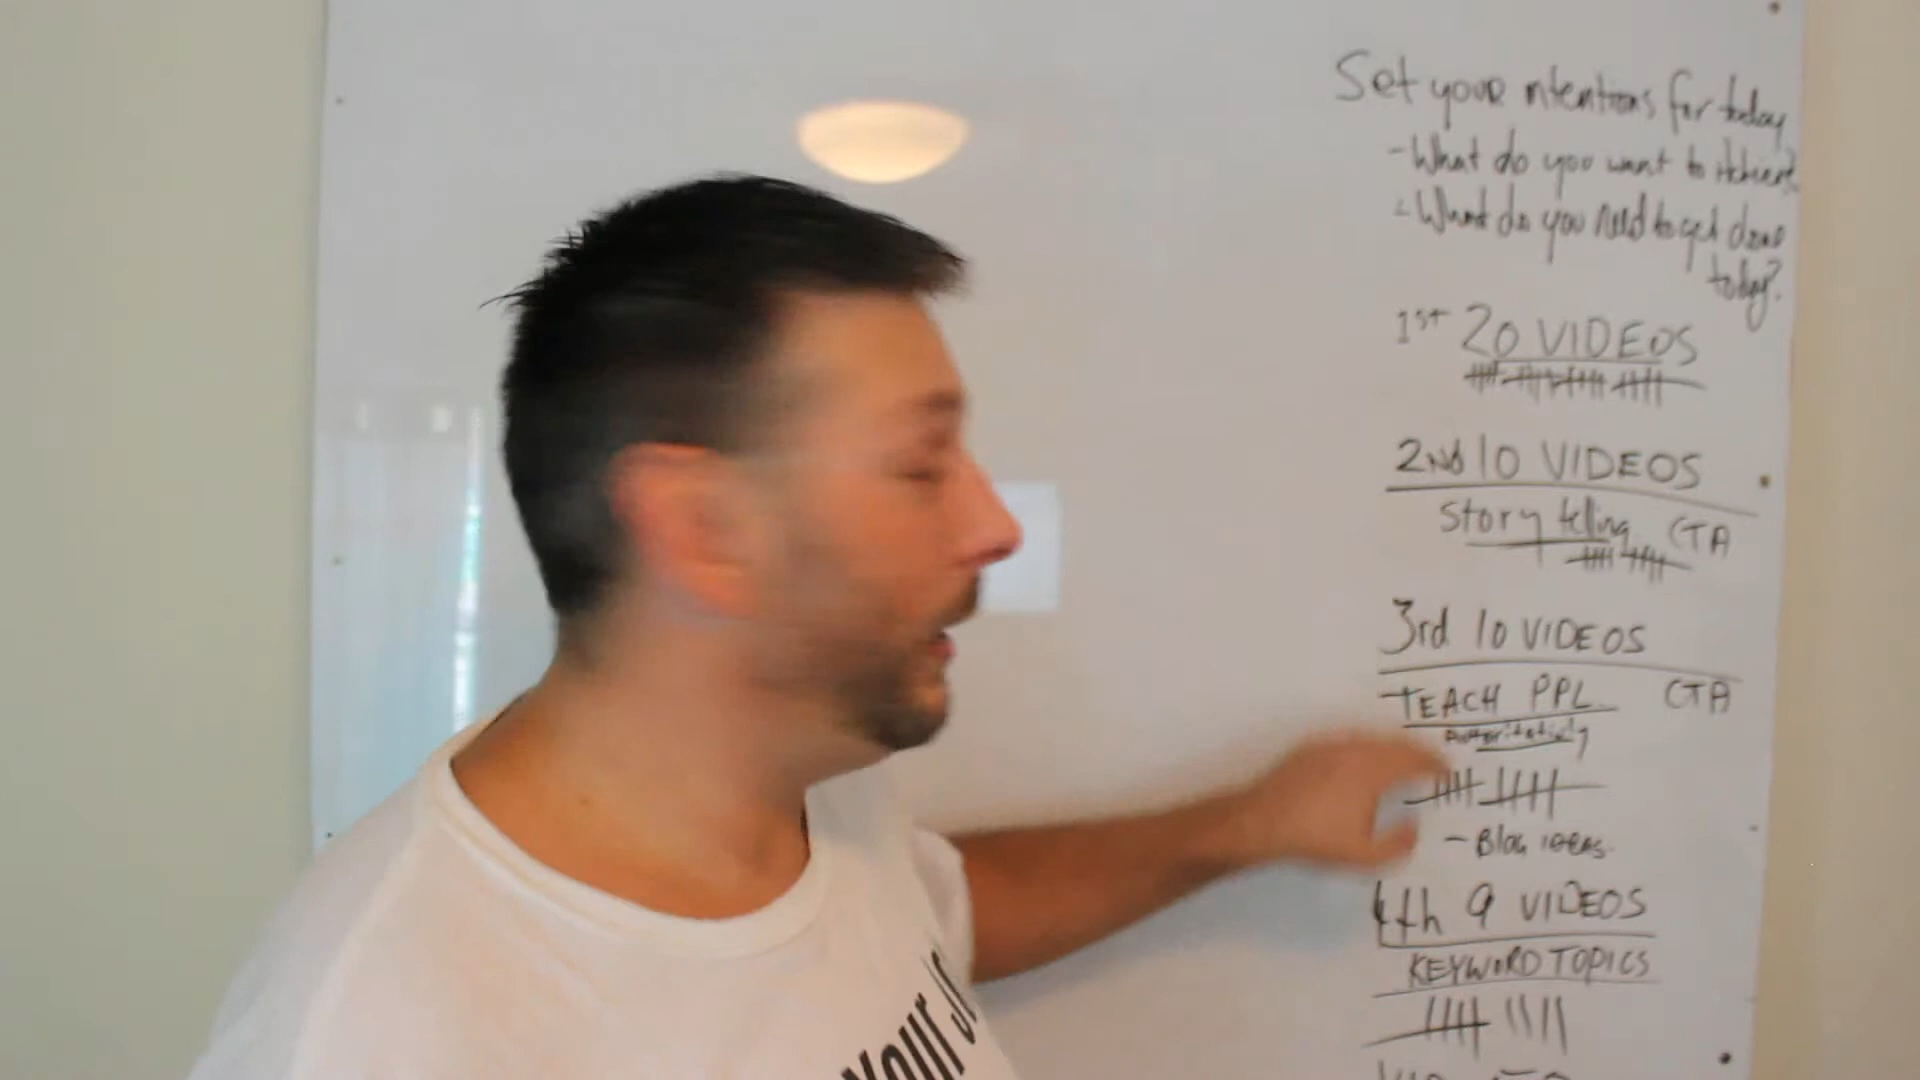 Set your intentions for today
- What do you want to achieve?
- What do you need to get done
today?
1st 20 VIDEOS
2nd 10 VIDEOS
Story telling CTA
3rd 10 VIDEOS
TEACH PPL CTA
Authoritatively
- Blog ideas
4th 9 VIDEOS
KEYWORD TOPICS
Your